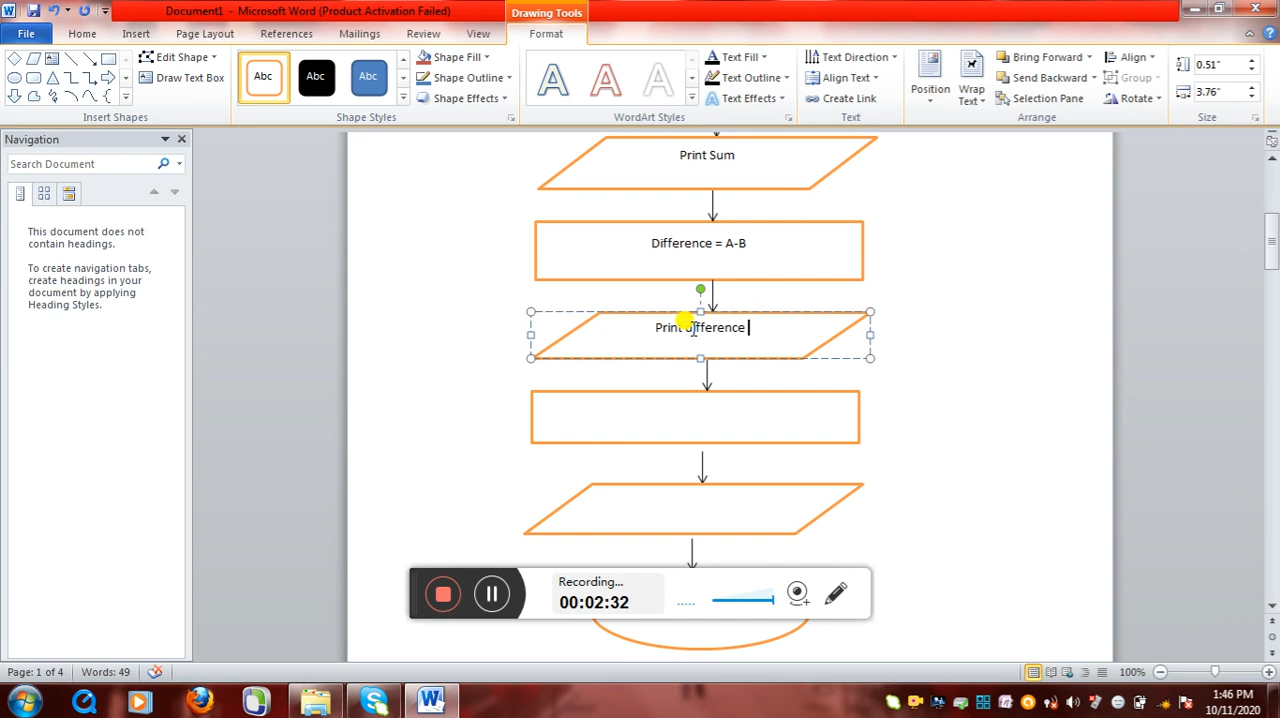 Document1 - Microsoft Word (Product Activation Failed)
Drawing Tools
File
Home
Insert
Page Layout
References
Mailings
Review
View
Format
Edit Shape
Draw Text Box
Insert Shapes
Abc
Abc
Abc
Shape Fill
Shape Outline
Shape Effects
Shape Styles
A
A
A
Text Fill
Text Outline
Text Effects
WordArt Styles
Text Direction
Align Text
Create Link
Text
Position
Wrap
Text
Bring Forward
Send Backward
Selection Pane
Align
Group
Rotate
Arrange
0.51"
3.76"
Size
Navigation
Search Document
This document does not
contain headings.
To create navigation tabs,
create headings in your
document by applying
Heading Styles.
Print Sum
Difference = A-B
Print difference
Recording...
00:02:32
Page: 1 of 4
Words: 49
100%
1:46 PM
10/11/2020